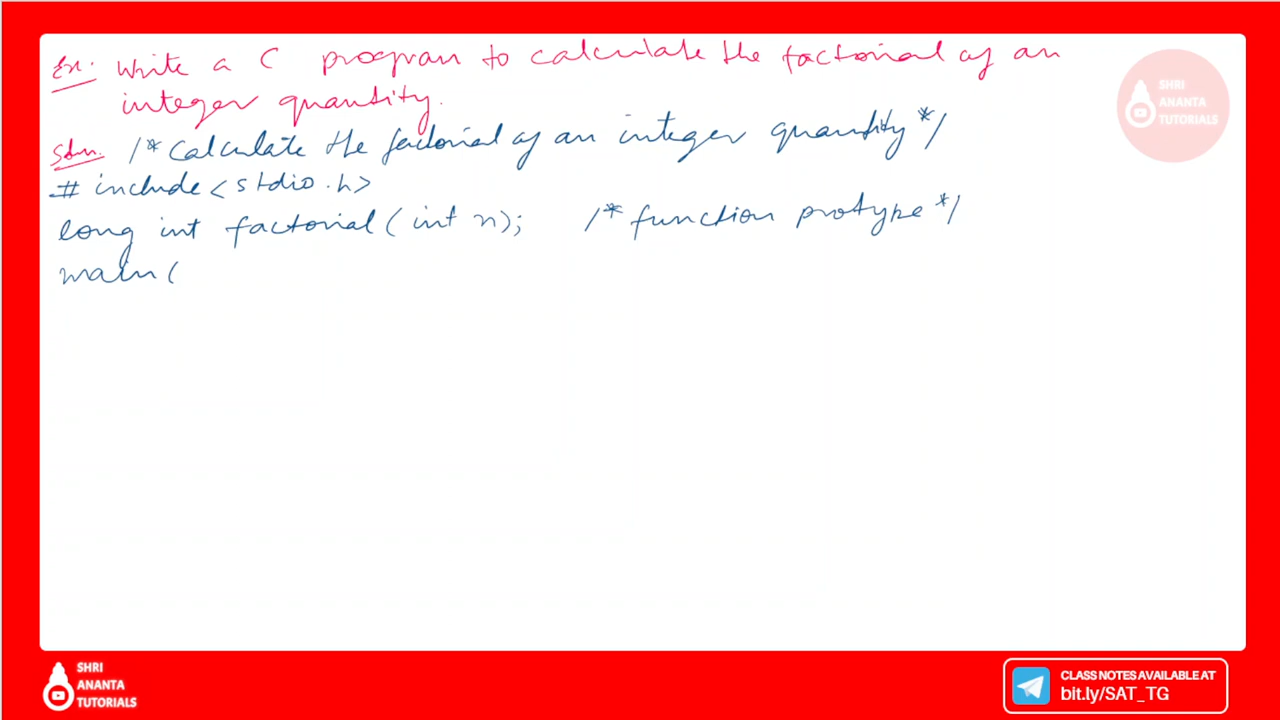 Ex: Write a C program to calculate the factorial of an
integer quantity.
Soln. /* Calculate the factorial of an integer quantity */
# include <stdio.h>
long int factorial (int n); /* function protype */
main (
SHRI
ANANTA
TUTORIALS
SHRI
ANANTA
TUTORIALS
CLASS NOTES AVAILABLE AT
bit.ly/SAT_TG